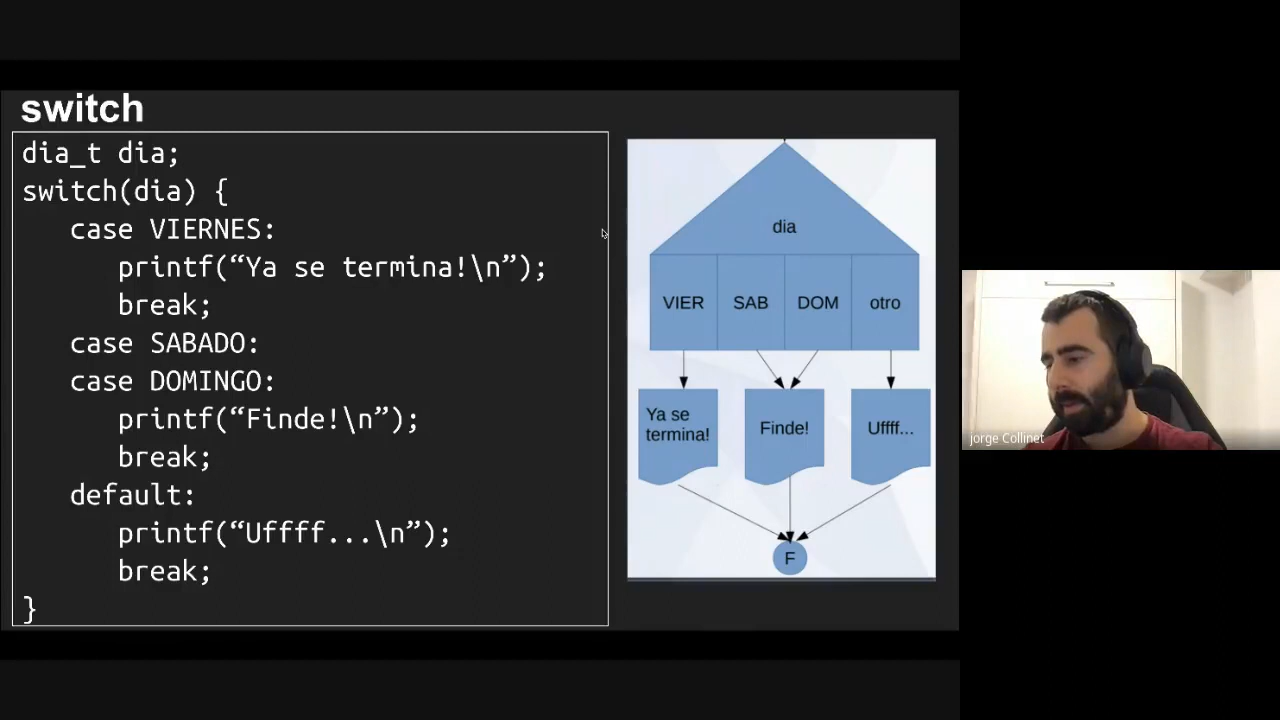 switch
dia_t dia;
switch(dia) {
case VIERNES:
printf(“Ya se termina!\n”);
break;
case SABADO:
case DOMINGO:
printf(“Finde!\n”);
break;
default:
printf(“Uffff...\n”);
break;
}
dia
VIER SAB DOM otro
Ya se
termina!
Finde!
Uffff...
F
jorge Collinet